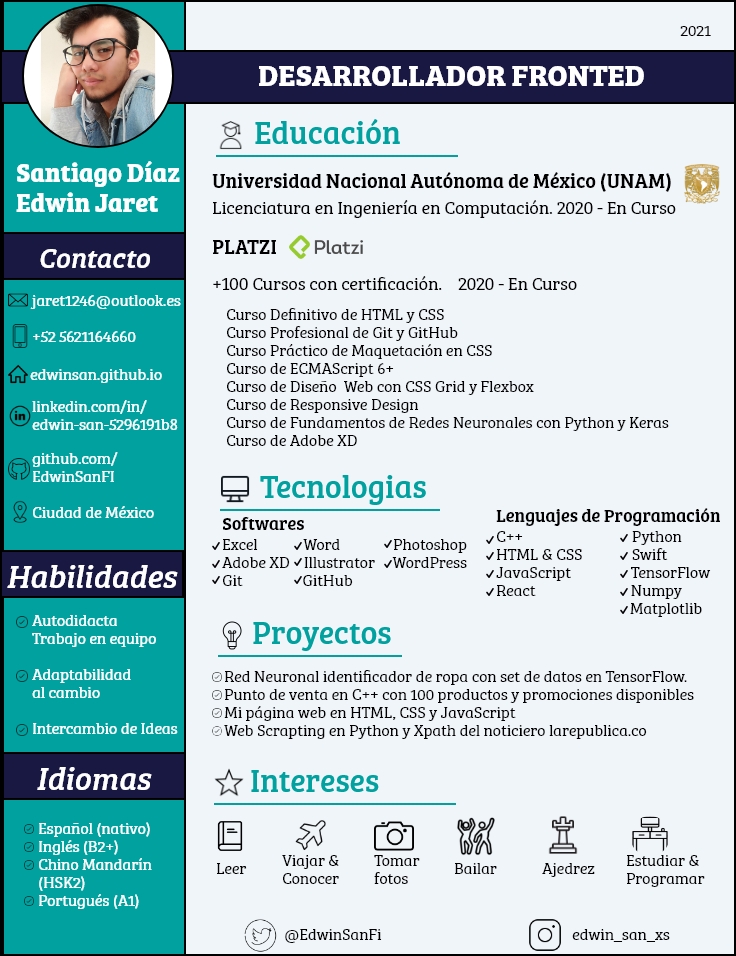 2021
DESARROLLADOR FRONTED
Santiago Díaz
Edwin Jaret
Contacto
jaret1246@outlook.es
+52 5621164660
edwinsan.github.io
linkedin.com/in/
edwin-san-5296191b8
github.com/
EdwinSanFI
Ciudad de México
Habilidades
Autodidacta
Trabajo en equipo
Adaptabilidad
al cambio
Intercambio de Ideas
Idiomas
Español (nativo)
Inglés (B2+)
Chino Mandarín
(HSK2)
Portugués (A1)
Educación
Universidad Nacional Autónoma de México (UNAM)
Licenciatura en Ingeniería en Computación. 2020 - En Curso
PLATZI Platzi
+100 Cursos con certificación. 2020 - En Curso
Curso Definitivo de HTML y CSS
Curso Profesional de Git y GitHub
Curso Práctico de Maquetación en CSS
Curso de ECMAScript 6+
Curso de Diseño Web con CSS Grid y Flexbox
Curso de Responsive Design
Curso de Fundamentos de Redes Neuronales con Python y Keras
Curso de Adobe XD
Tecnologias
Softwares
Excel Word Photoshop
Adobe XD Illustrator WordPress
Git GitHub
Lenguajes de Programación
C++ Python
HTML & CSS Swift
JavaScript TensorFlow
React Numpy
Matplotlib
Proyectos
Red Neuronal identificador de ropa con set de datos en TensorFlow.
Punto de venta en C++ con 100 productos y promociones disponibles
Mi página web en HTML, CSS y JavaScript
Web Scrapting en Python y Xpath del noticiero larepublica.co
Intereses
Leer
Viajar &
Conocer
Tomar
fotos
Bailar
Ajedrez
Estudiar &
Programar
@EdwinSanFi
edwin_san_xs